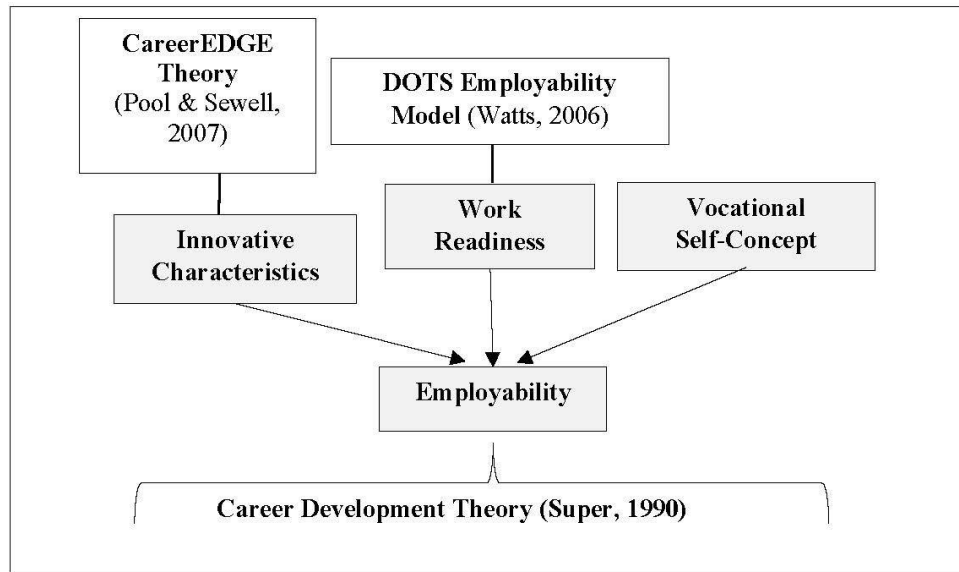 CareerEDGE
Theory
(Pool & Sewell,
2007)
DOTS Employability
Model (Watts, 2006)
Innovative
Characteristics
Work
Readiness
Vocational
Self-Concept
Employability
Career Development Theory (Super, 1990)